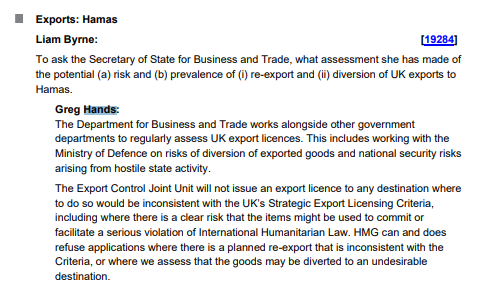 Exports: Hamas
Liam Byrne: [19284]
To ask the Secretary of State for Business and Trade, what assessment she has made of
the potential (a) risk and (b) prevalence of (i) re-export and (ii) diversion of UK exports to
Hamas.
Greg Hands:
The Department for Business and Trade works alongside other government
departments to regularly assess UK export licences. This includes working with the
Ministry of Defence on risks of diversion of exported goods and national security risks
arising from hostile state activity.
The Export Control Joint Unit will not issue an export licence to any destination where
to do so would be inconsistent with the UK's Strategic Export Licensing Criteria,
including where there is a clear risk that the items might be used to commit or
facilitate a serious violation of International Humanitarian Law. HMG can and does
refuse applications where there is a planned re-export that is inconsistent with the
Criteria, or where we assess that the goods may be diverted to an undesirable
destination.